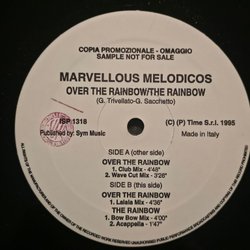 COPIA PROMOZIONALE - OMAGGIO
SAMPLE NOT FOR SALE
MARVELLOUS MELODICOS
OVER THE RAINBOW/THE RAINBOW
(G. Trivellato-G. Sacchetto)
ISP 1318
Published by: Sym Music
(C) (P) Time S.r.l. 1995
Made in Italy
SIDE A (other side)
OVER THE RAINBOW
1. Club Mix - 4'48"
2. Wave Cut Mix - 3'28"
SIDE B (this side)
OVER THE RAINBOW
1. Lalala Mix - 3'36"
THE RAINBOW
1. Bow Bow Mix - 4'00"
2. Acappella - 1'47"